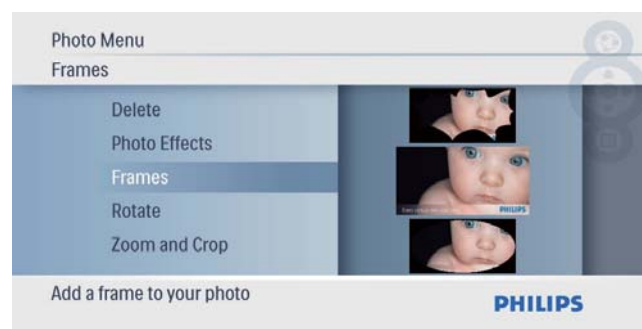 Photo Menu
Frames
Delete
Photo Effects
Frames
Rotate
Zoom and Crop
PHILIPS
Add a frame to your photo
PHILIPS